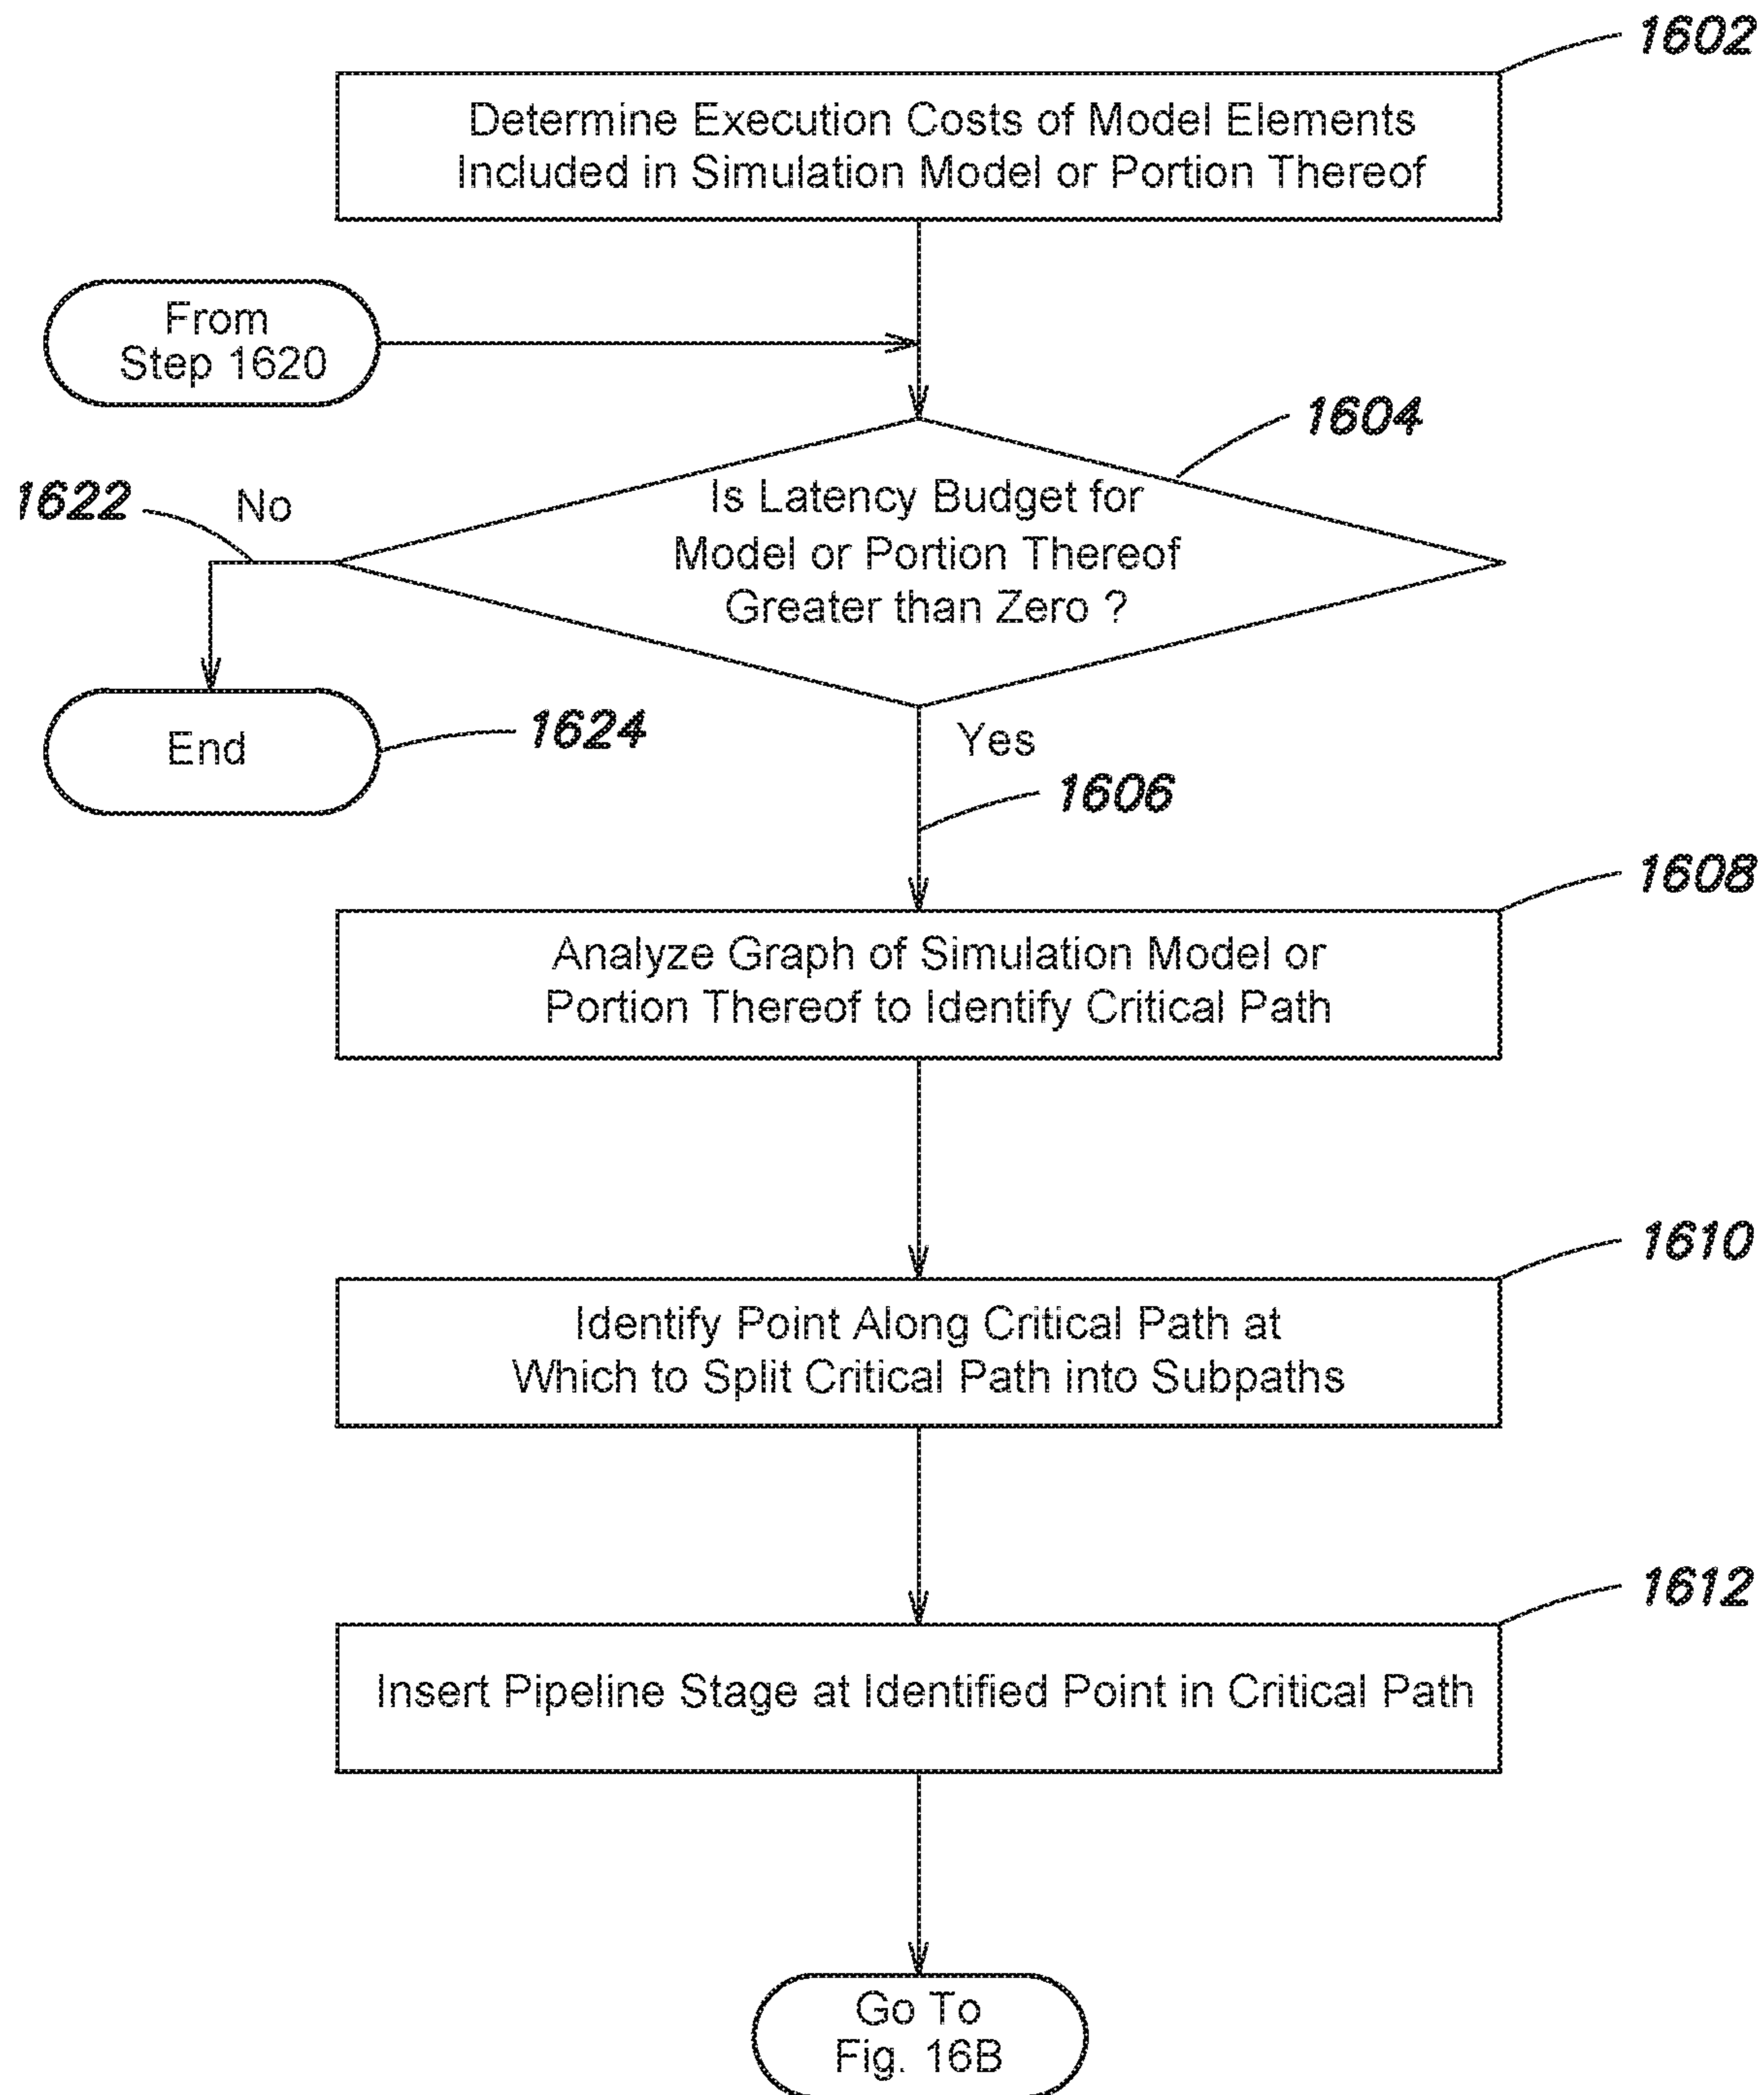 1602
Determine Execution Costs of Model Elements
Included in Simulation Model or Portion Thereof
From
Step 1620
1604
Is Latency Budget for
Model or Portion Thereof
Greater than Zero ?
1622
No
End
1624
Yes
1606
1608
Analyze Graph of Simulation Model or
Portion Thereof to Identify Critical Path
1610
Identify Point Along Critical Path at
Which to Split Critical Path into Subpaths
1612
Insert Pipeline Stage at Identified Point in Critical Path
Go To
Fig. 16B